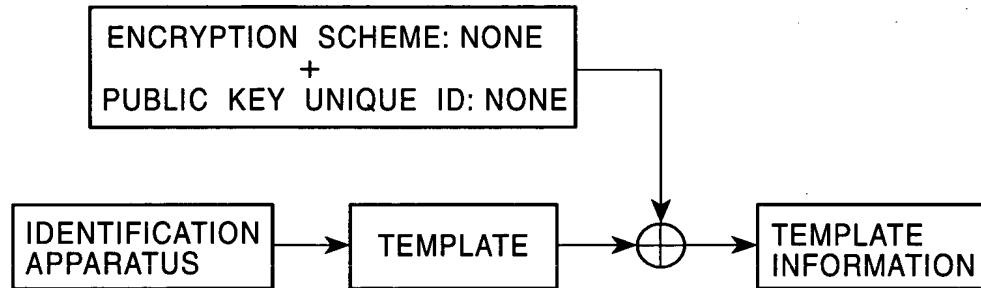 ENCRYPTION SCHEME: NONE
+
PUBLIC KEY UNIQUE ID: NONE
IDENTIFICATION
APPARATUS
TEMPLATE
TEMPLATE
INFORMATION